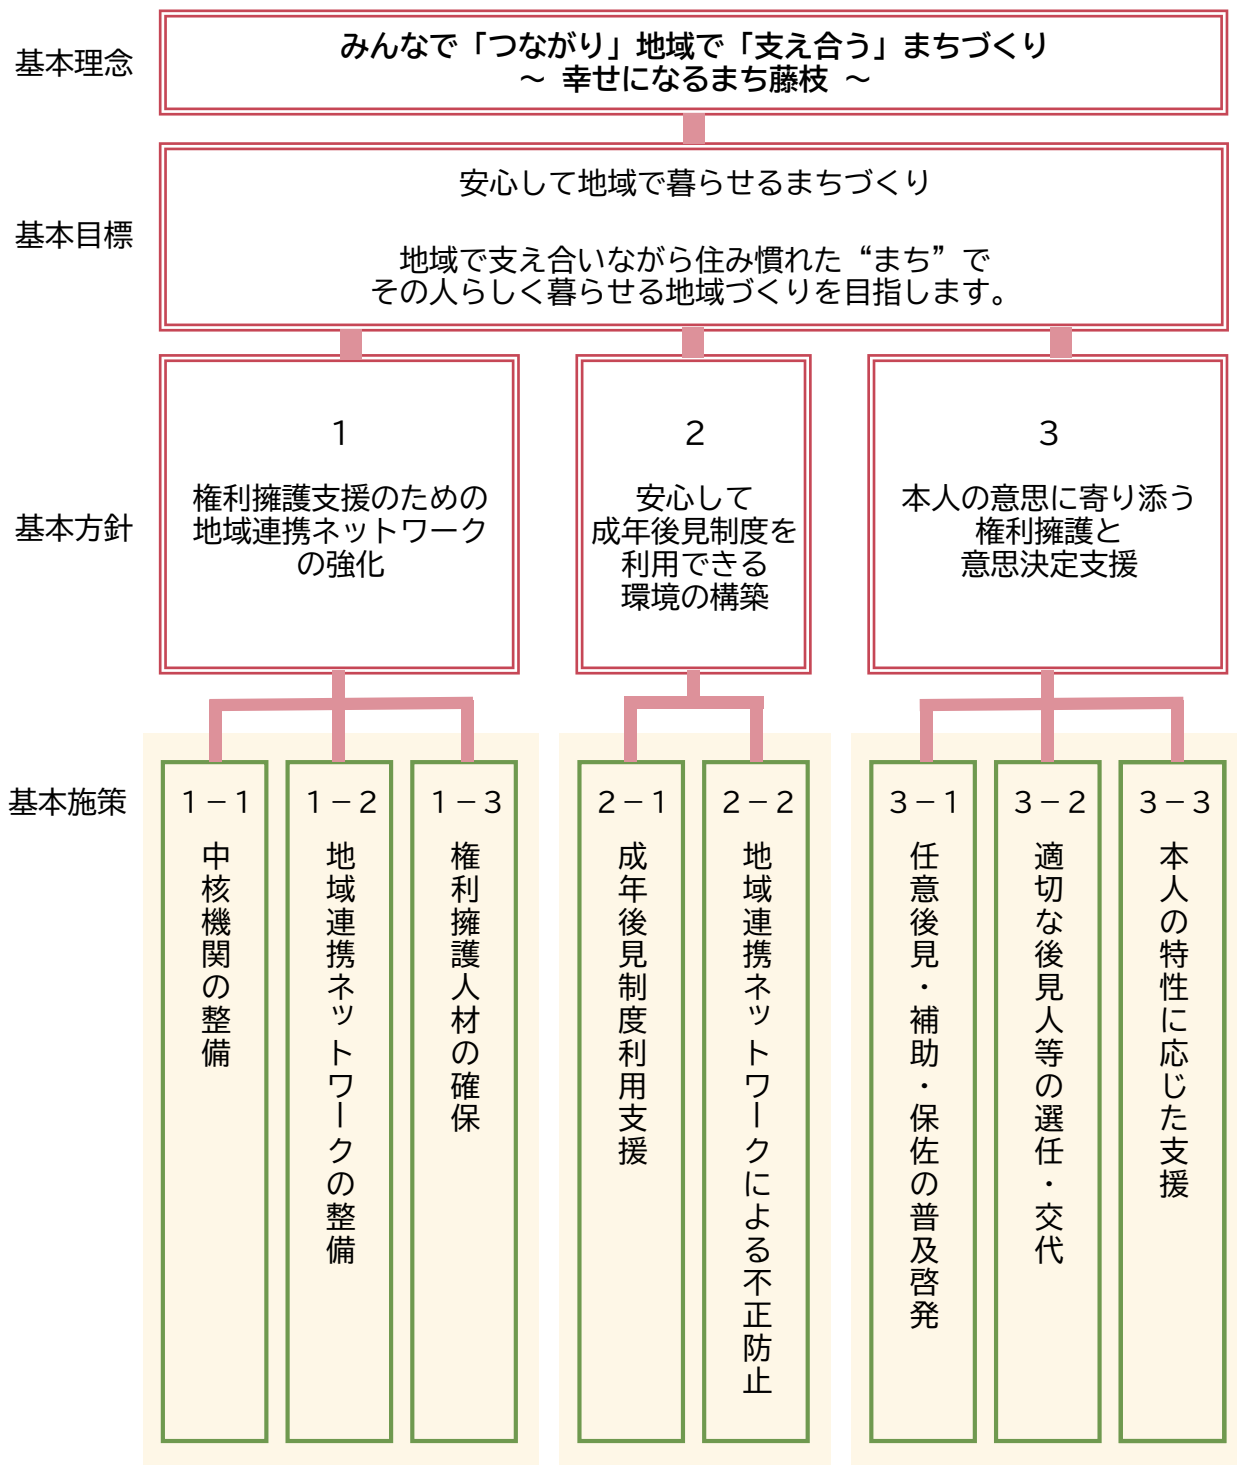 基本理念
みんなで「つながり」地域で「支え合う」まちづくり
～ 幸せになるまち藤枝 ～
基本目標
安心して地域で暮らせるまちづくり
地域で支え合いながら住み慣れた“まち”で
その人らしく暮らせる地域づくりを目指します。
基本方針
1
権利擁護支援のための
地域連携ネットワーク
の強化
2
安心して
成年後見制度を
利用できる
環境の構築
3
本人の意思に寄り添う
権利擁護と
意思決定支援
基本施策
1－1
中核機関の整備
1－2
地域連携ネットワークの整備
1－3
権利擁護人材の確保
2－1
成年後見制度利用支援
2－2
地域連携ネットワークによる不正防止
3－1
任意後見・補助・保佐の普及啓発
3－2
適切な後見人等の選任・交代
3－3
本人の特性に応じた支援